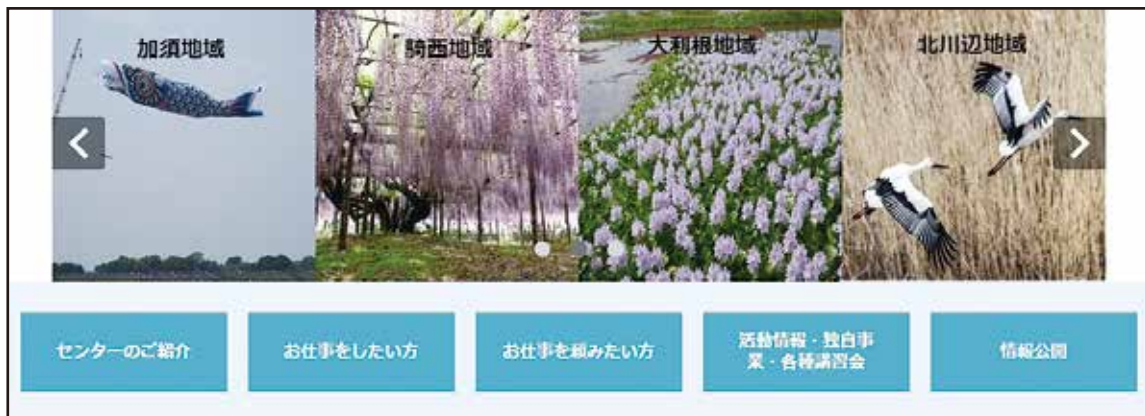 加須地域
騎西地域
大利根地域
北川辺地域
センターのご紹介
お仕事をしたい方
お仕事を頼みたい方
活動情報・独自事
業・各種講習会
情報公開